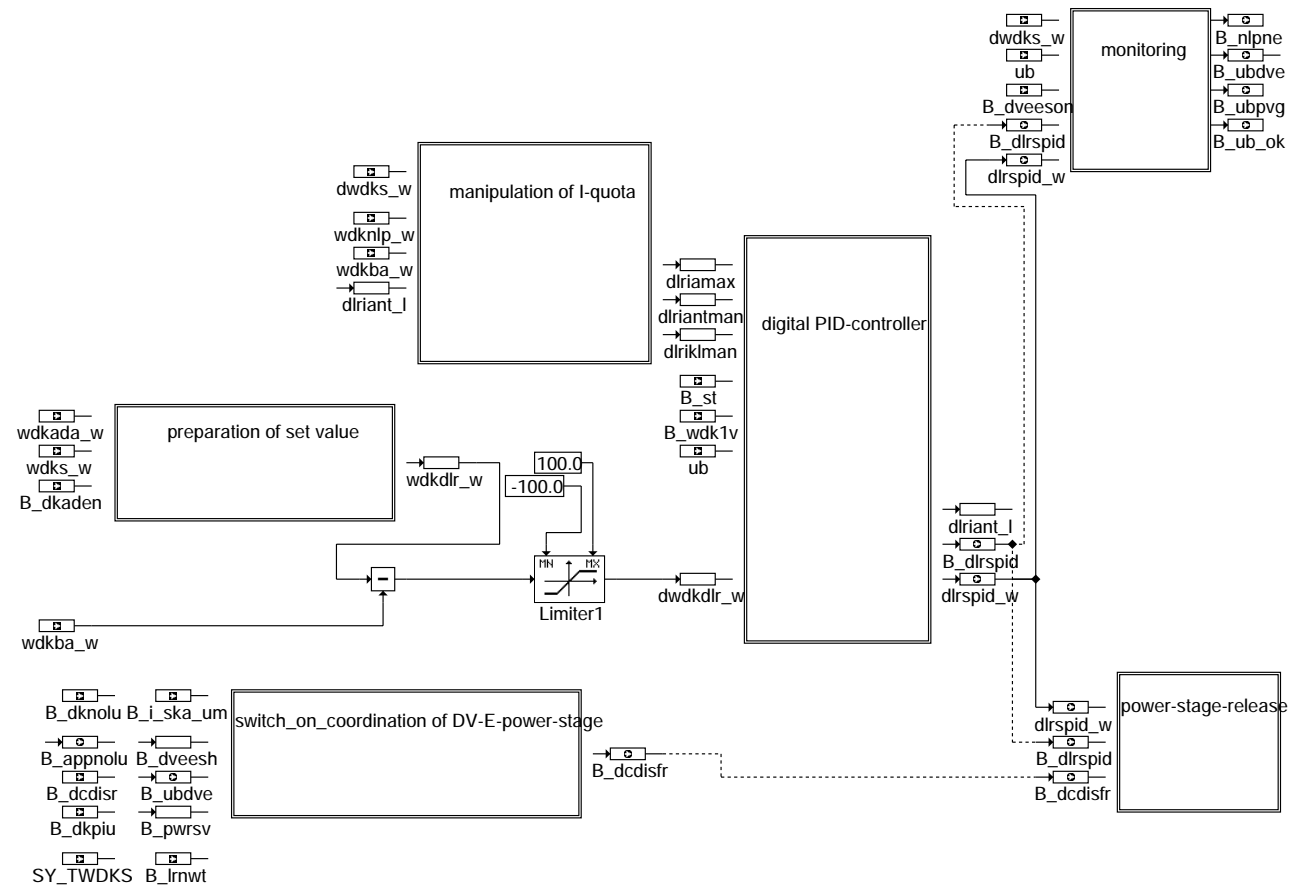 dwdks_w
ub
B_dveeson
B_dlrspid
dlrspid_w
monitoring
B_nlpne
B_ubdve
B_ubpvg
B_ub_ok
dwdks_w
wdknlp_w
wdkba_w
dlriant_l
manipulation of I-quota
dlriamax
dlriantman
dlriklman
B_st
B_wdk1v
ub
digital PID-controller
wdkada_w
wdks_w
B_dkaden
preparation of set value
wdkdlr_w
100.0
-100.0
MN
MX
Limiter1
dwdkdlr_w
dlriant_l
B_dlrspid
dlrspid_w
wdkba_w
B_dknolu
B_i_ska_um
B_appnolu
B_dveesh
B_dcdisr
B_ubdve
B_dkpiu
B_pwrsv
SY_TWDKS
B_lrnwt
switch_on_coordination of DV-E-power-stage
B_dcdisfr
dlrspid_w
B_dlrspid
B_dcdisfr
power-stage-release